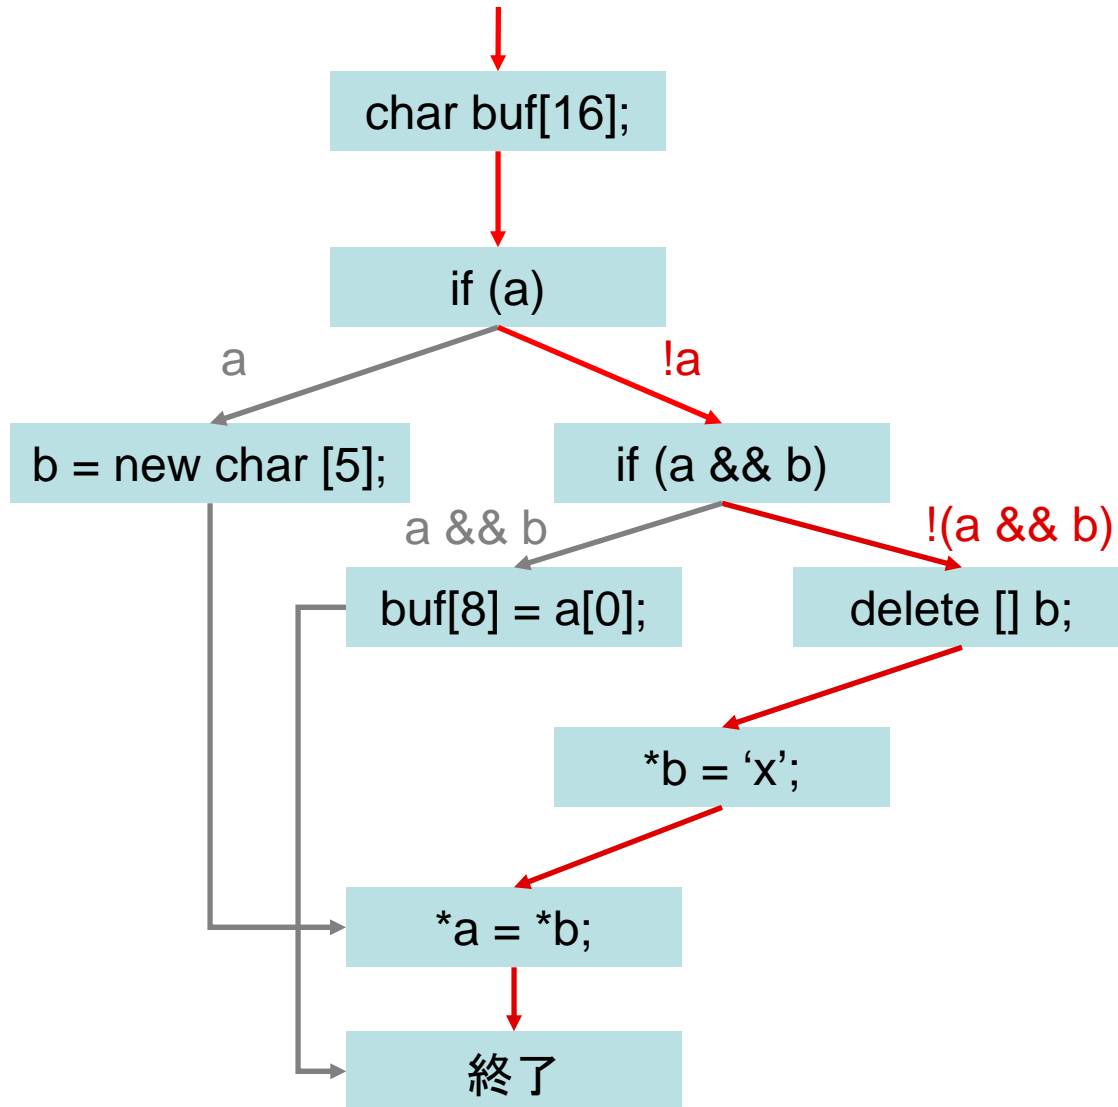 char buf[16];
if (a)
a
!a
b = new char [5];
if (a && b)
a && b
!(a && b)
buf[8] = a[0];
delete [] b;
*b = ‘x’;
*a = *b;
終了